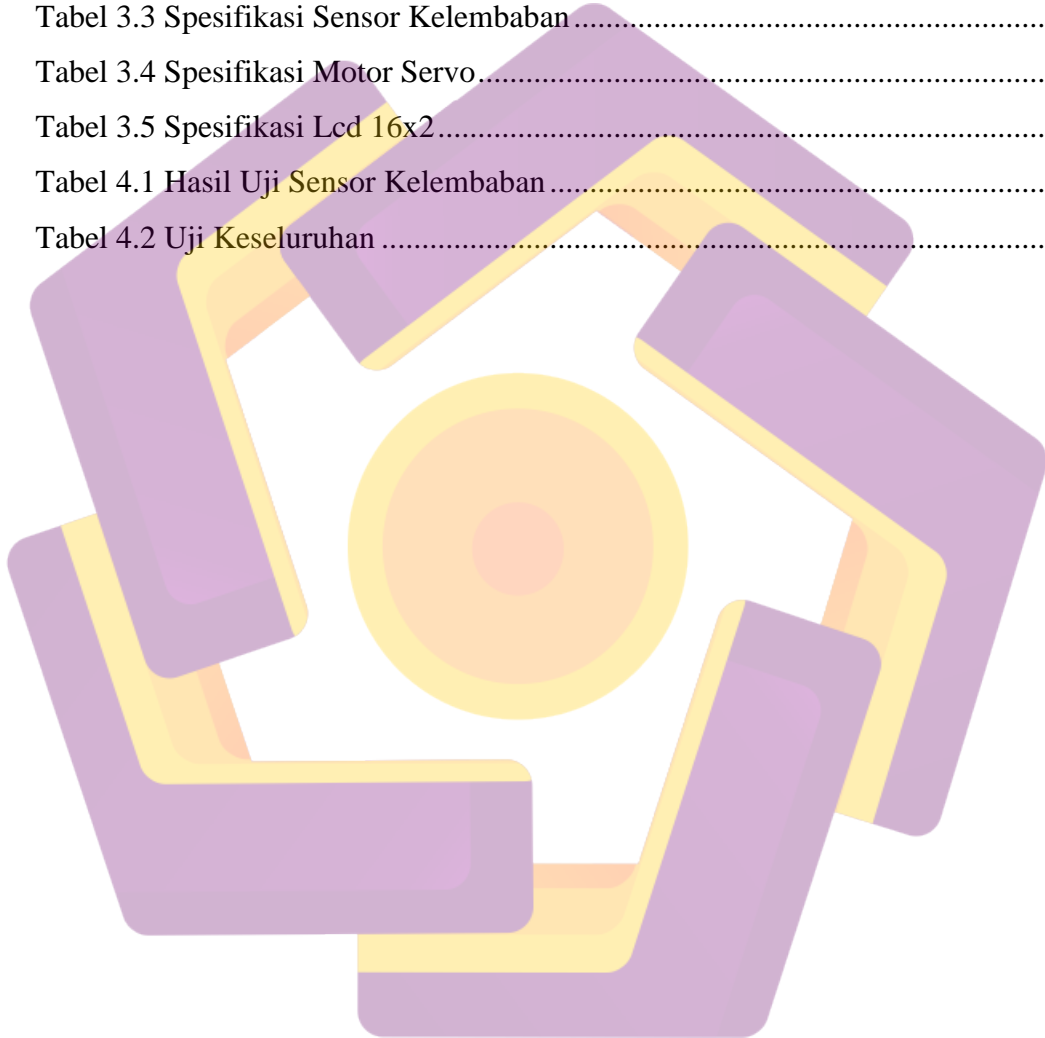 Tabel 3.3 Spesifikasi Sensor Kelembaban........................................................
Tabel 3.4 Spesifikasi Motor Servo....................................................................
Tabel 3.5 Spesifikasi Lcd 16x2.........................................................................
Tabel 4.1 Hasil Uji Sensor Kelembaban...........................................................
Tabel 4.2 Uji Keseluruhan................................................................................